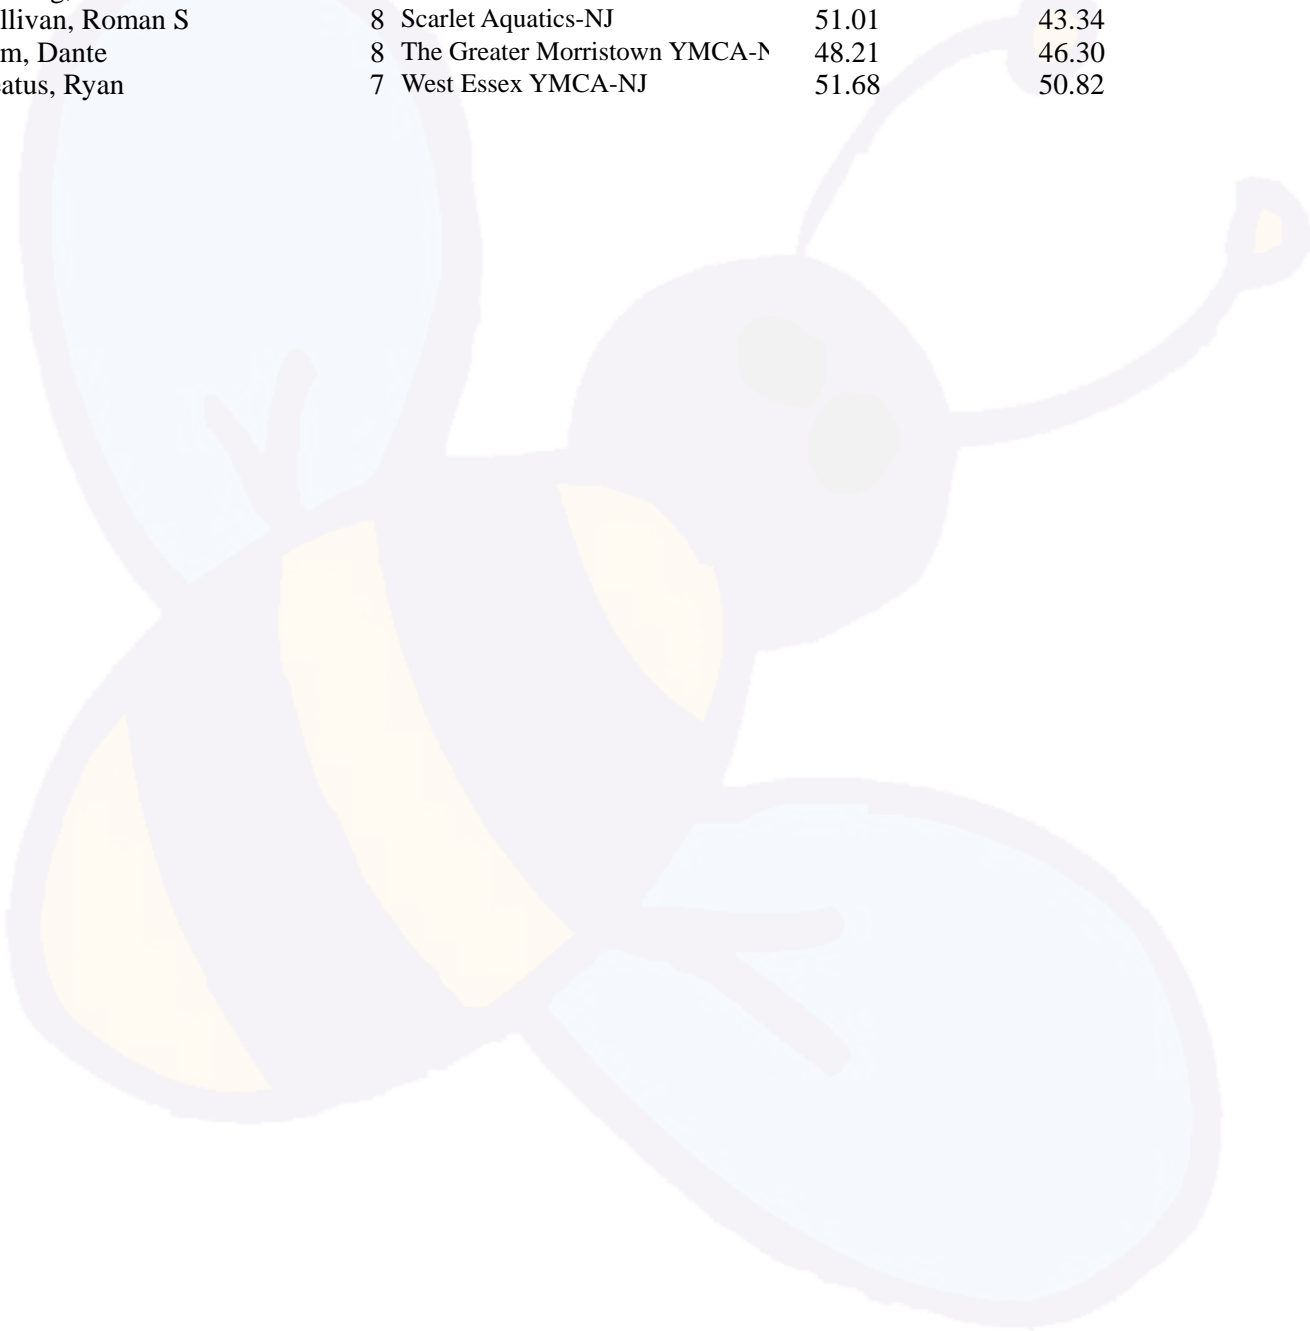 llivan, Roman S 8 Scarlet Aquatics-NJ 51.01 43.34
m, Dante 8 The Greater Morristown YMCA-N 48.21 46.30
atus, Ryan 7 West Essex YMCA-NJ 51.68 50.82